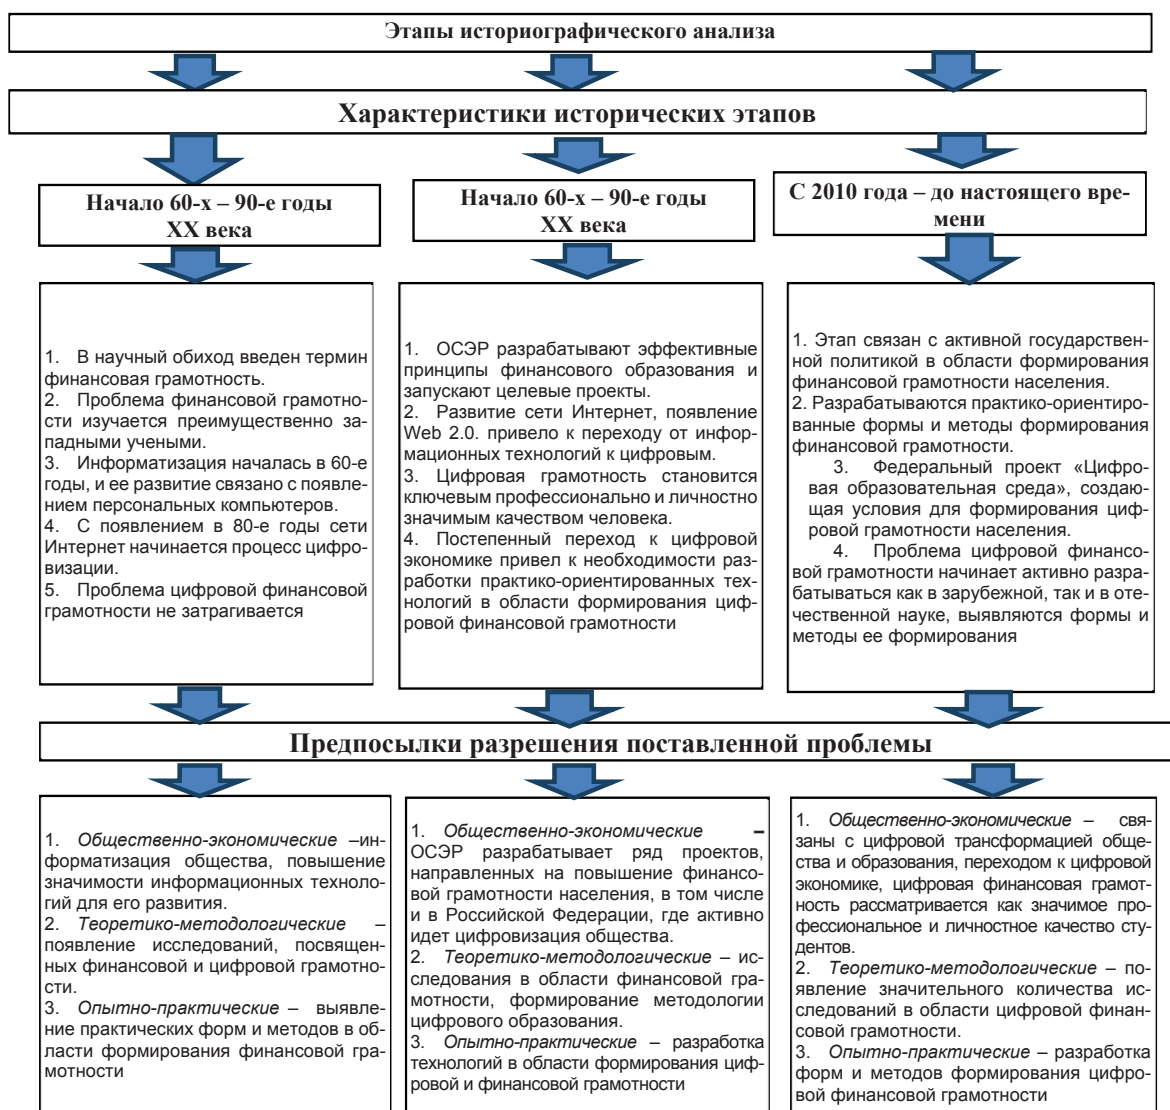 Этапы историографического анализа
Характеристики исторических этапов
Начало 60-х – 90-е годы
XX века
Начало 60-х – 90-е годы
XX века
С 2010 года – до настоящего вре-
мени
1. В научный обиход введен термин
финансовая грамотность.
2. Проблема финансовой грамотно-
сти изучается преимущественно за-
падными учеными.
3. Информатизация началась в 60-е
годы, и ее развитие связано с появле-
нием персональных компьютеров.
4. С появлением в 80-е годы сети
Интернет начинается процесс цифро-
визации.
5. Проблема цифровой финансовой
грамотности не затрагивается
1. ОСЭР разрабатывают эффективные
принципы финансового образования и
запускают целевые проекты.
2. Развитие сети Интернет, появление
Web 2.0. привело к переходу от инфор-
мационных технологий к цифровым.
3. Цифровая грамотность становится
ключевым профессионально и личностно
значимым качеством человека.
4. Постепенный переход к цифровой
экономике привел к необходимости раз-
работки практико-ориентированных тех-
нологий в области формирования циф-
ровой финансовой грамотности
1. Этап связан с активной государствен-
ной политикой в области формирования
финансовой грамотности населения.
2. Разрабатываются практико-ориентиро-
ванные формы и методы формирования
финансовой грамотности.
3. Федеральный проект «Цифро-
вая образовательная среда», создаю-
щая условия для формирования циф-
ровой грамотности населения.
4. Проблема цифровой финансо-
вой грамотности начинает активно разра-
батываться как в зарубежной, так и в оте-
чественной науке, выявляются формы и
методы ее формирования
Предпосылки разрешения поставленной проблемы
1. Общественно-экономические –ин-
форматизация общества, повышение
значимости информационных техноло-
гий для его развития.
2. Теоретико-методологические –
появление исследований, посвящен-
ных финансовой и цифровой грамотно-
сти.
3. Опытно-практические – выявле-
ние практических форм и методов в об-
ласти формирования финансовой гра-
мотности
1. Общественно-экономические –
ОСЭР разрабатывает ряд проектов,
направленных на повышение финансо-
вой грамотности населения, в том числе
и в Российской Федерации, где активно
идет цифровизация общества.
2. Теоретико-методологические – ис-
следования в области финансовой гра-
мотности, формирование методологии
цифрового образования.
3. Опытно-практические – разработка
технологий в области формирования циф-
ровой и финансовой грамотности
1. Общественно-экономические – свя-
заны с цифровой трансформацией обще-
ства и образования, переходом к цифровой
экономике, цифровая финансовая грамот-
ность рассматривается как значимое про-
фессиональное и личностное качество сту-
дентов.
2. Теоретико-методологические – по-
явление значительного количества ис-
следований в области цифровой финан-
совой грамотности.
3. Опытно-практические – разработка
форм и методов формирования цифро-
вой финансовой грамотности